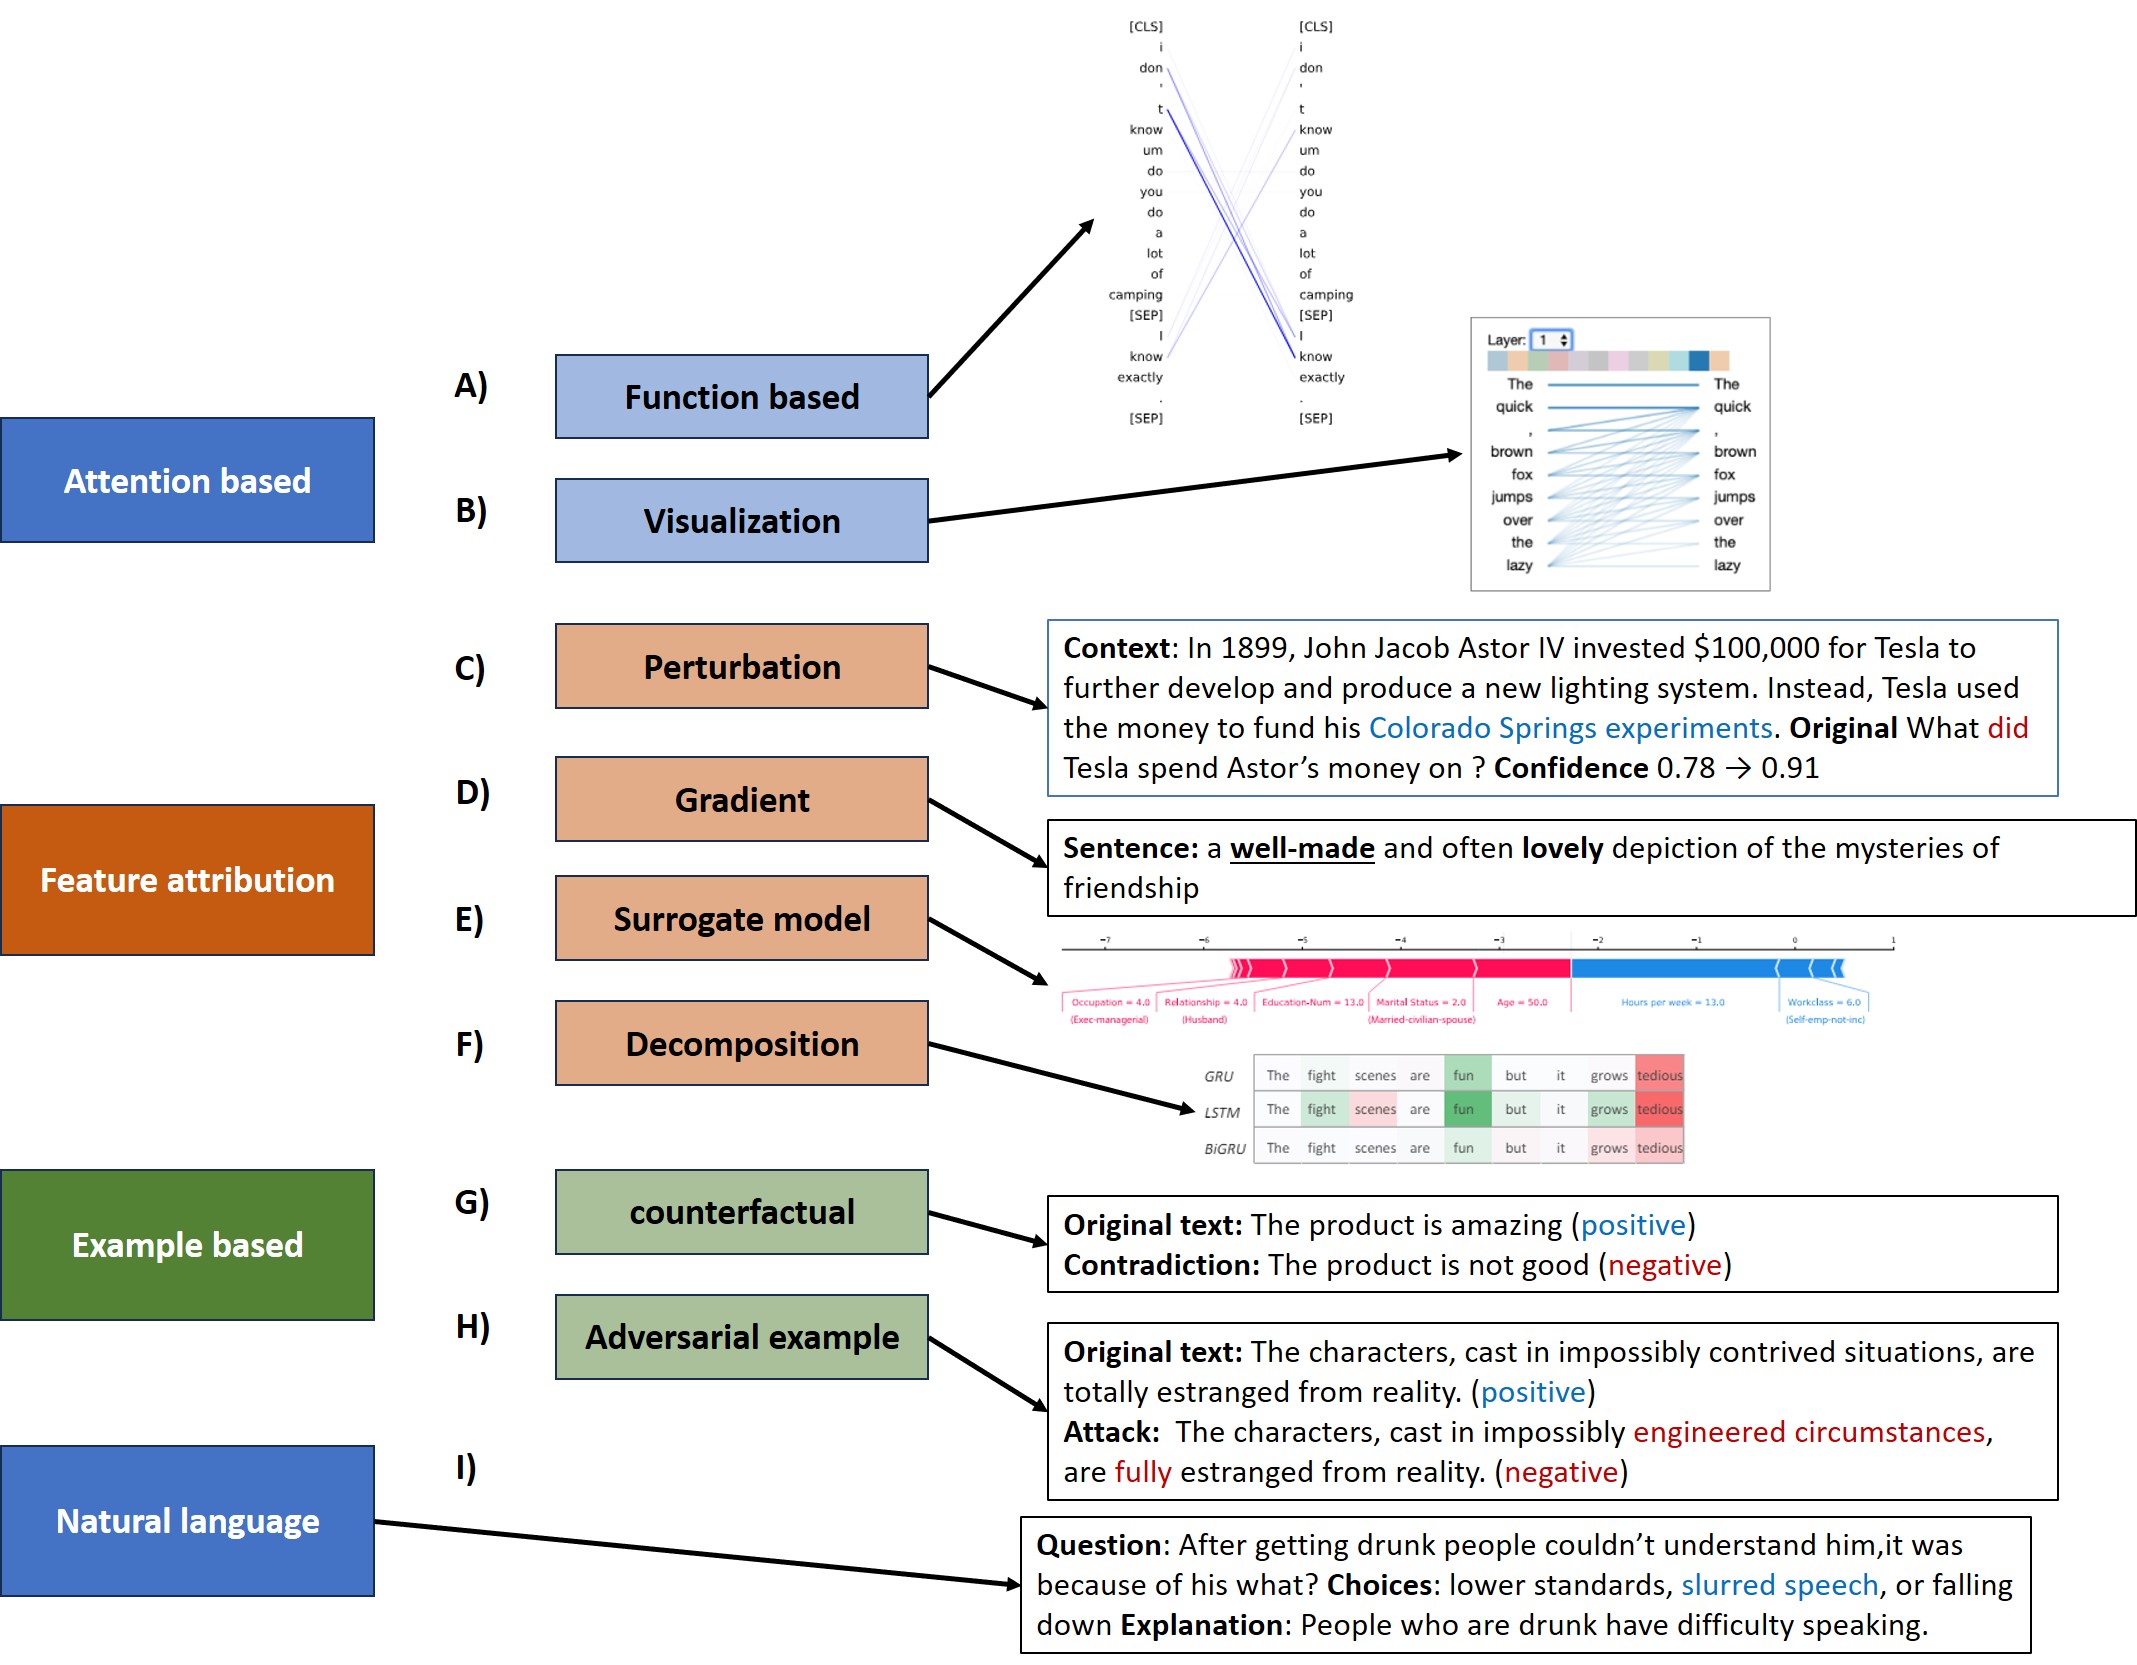 [CLS] [CLS]
i i
don don
' '
t t
know know
um um
do do
you you
do do
a a
lot lot
of of
camping camping
[SEP] [SEP]
I I
know know
exactly exactly
. .
[SEP] [SEP]
Layer: 1
The The
quick quick
, ,
brown brown
fox fox
jumps jumps
over over
the the
lazy lazy
Attention based
A) Function based
B) Visualization
Feature attribution
C) Perturbation
Context: In 1899, John Jacob Astor IV invested $100,000 for Tesla to
further develop and produce a new lighting system. Instead, Tesla used
the money to fund his Colorado Springs experiments. Original What did
Tesla spend Astor’s money on ? Confidence 0.78 → 0.91
D) Gradient
Sentence: a well-made and often lovely depiction of the mysteries of
friendship
E) Surrogate model
−7 −6 −5 −4 −3 −2 −1 0 1
Occupation = 4.0 Relationship = 4.0 Education-Num = 13.0 Marital Status = 2.0 Age = 50.0 Hours per week = 13.0 Workclass = 6.0
(Exec-managerial) (Husband) (Married-civilian-spouse) (Self-emp-not-inc)
F) Decomposition
GRU The fight scenes are fun but it grows tedious
LSTM The fight scenes are fun but it grows tedious
BiGRU The fight scenes are fun but it grows tedious
Example based
G) counterfactual
Original text: The product is amazing (positive)
Contradiction: The product is not good (negative)
H) Adversarial example
Original text: The characters, cast in impossibly contrived situations, are
totally estranged from reality. (positive)
Attack: The characters, cast in impossibly engineered circumstances,
are fully estranged from reality. (negative)
I)
Natural language
Question: After getting drunk people couldn’t understand him,it was
because of his what? Choices: lower standards, slurred speech, or falling
down Explanation: People who are drunk have difficulty speaking.